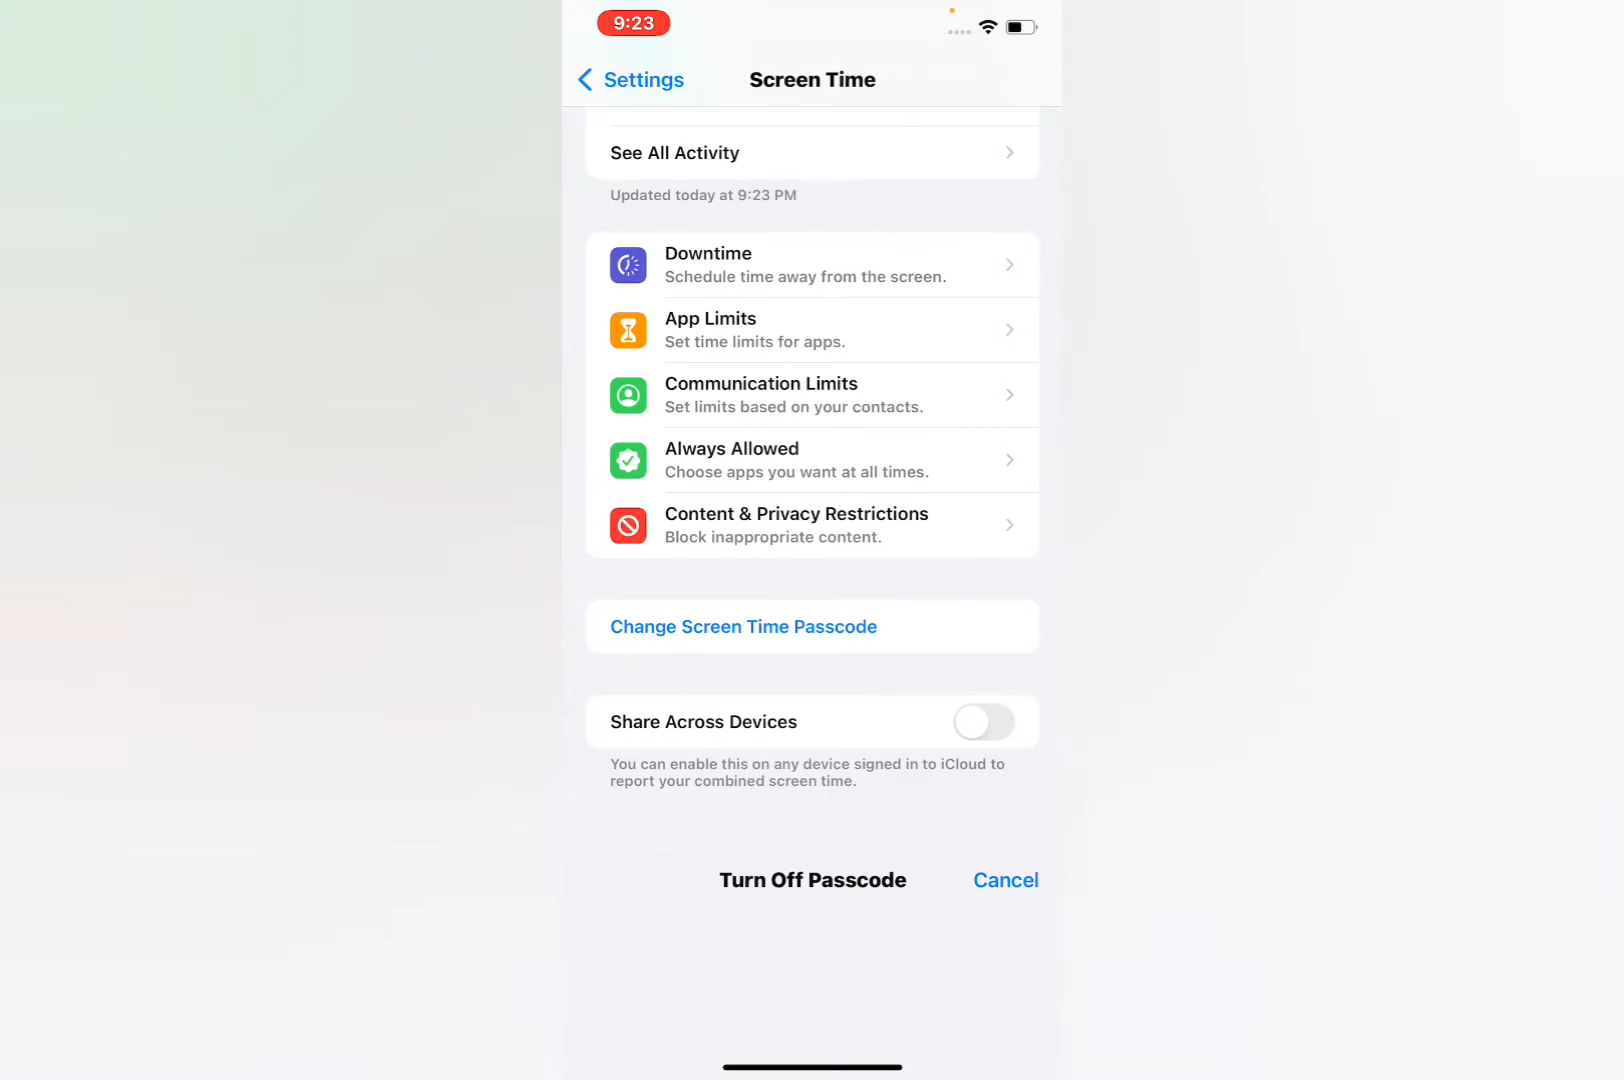 9:23
Settings
Screen Time
See All Activity
Updated today at 9:23 PM
Downtime
Schedule time away from the screen.
App Limits
Set time limits for apps.
Communication Limits
Set limits based on your contacts.
Always Allowed
Choose apps you want at all times.
Content & Privacy Restrictions
Block inappropriate content.
Change Screen Time Passcode
Share Across Devices
You can enable this on any device signed in to iCloud to
report your combined screen time.
Turn Off Passcode
Cancel